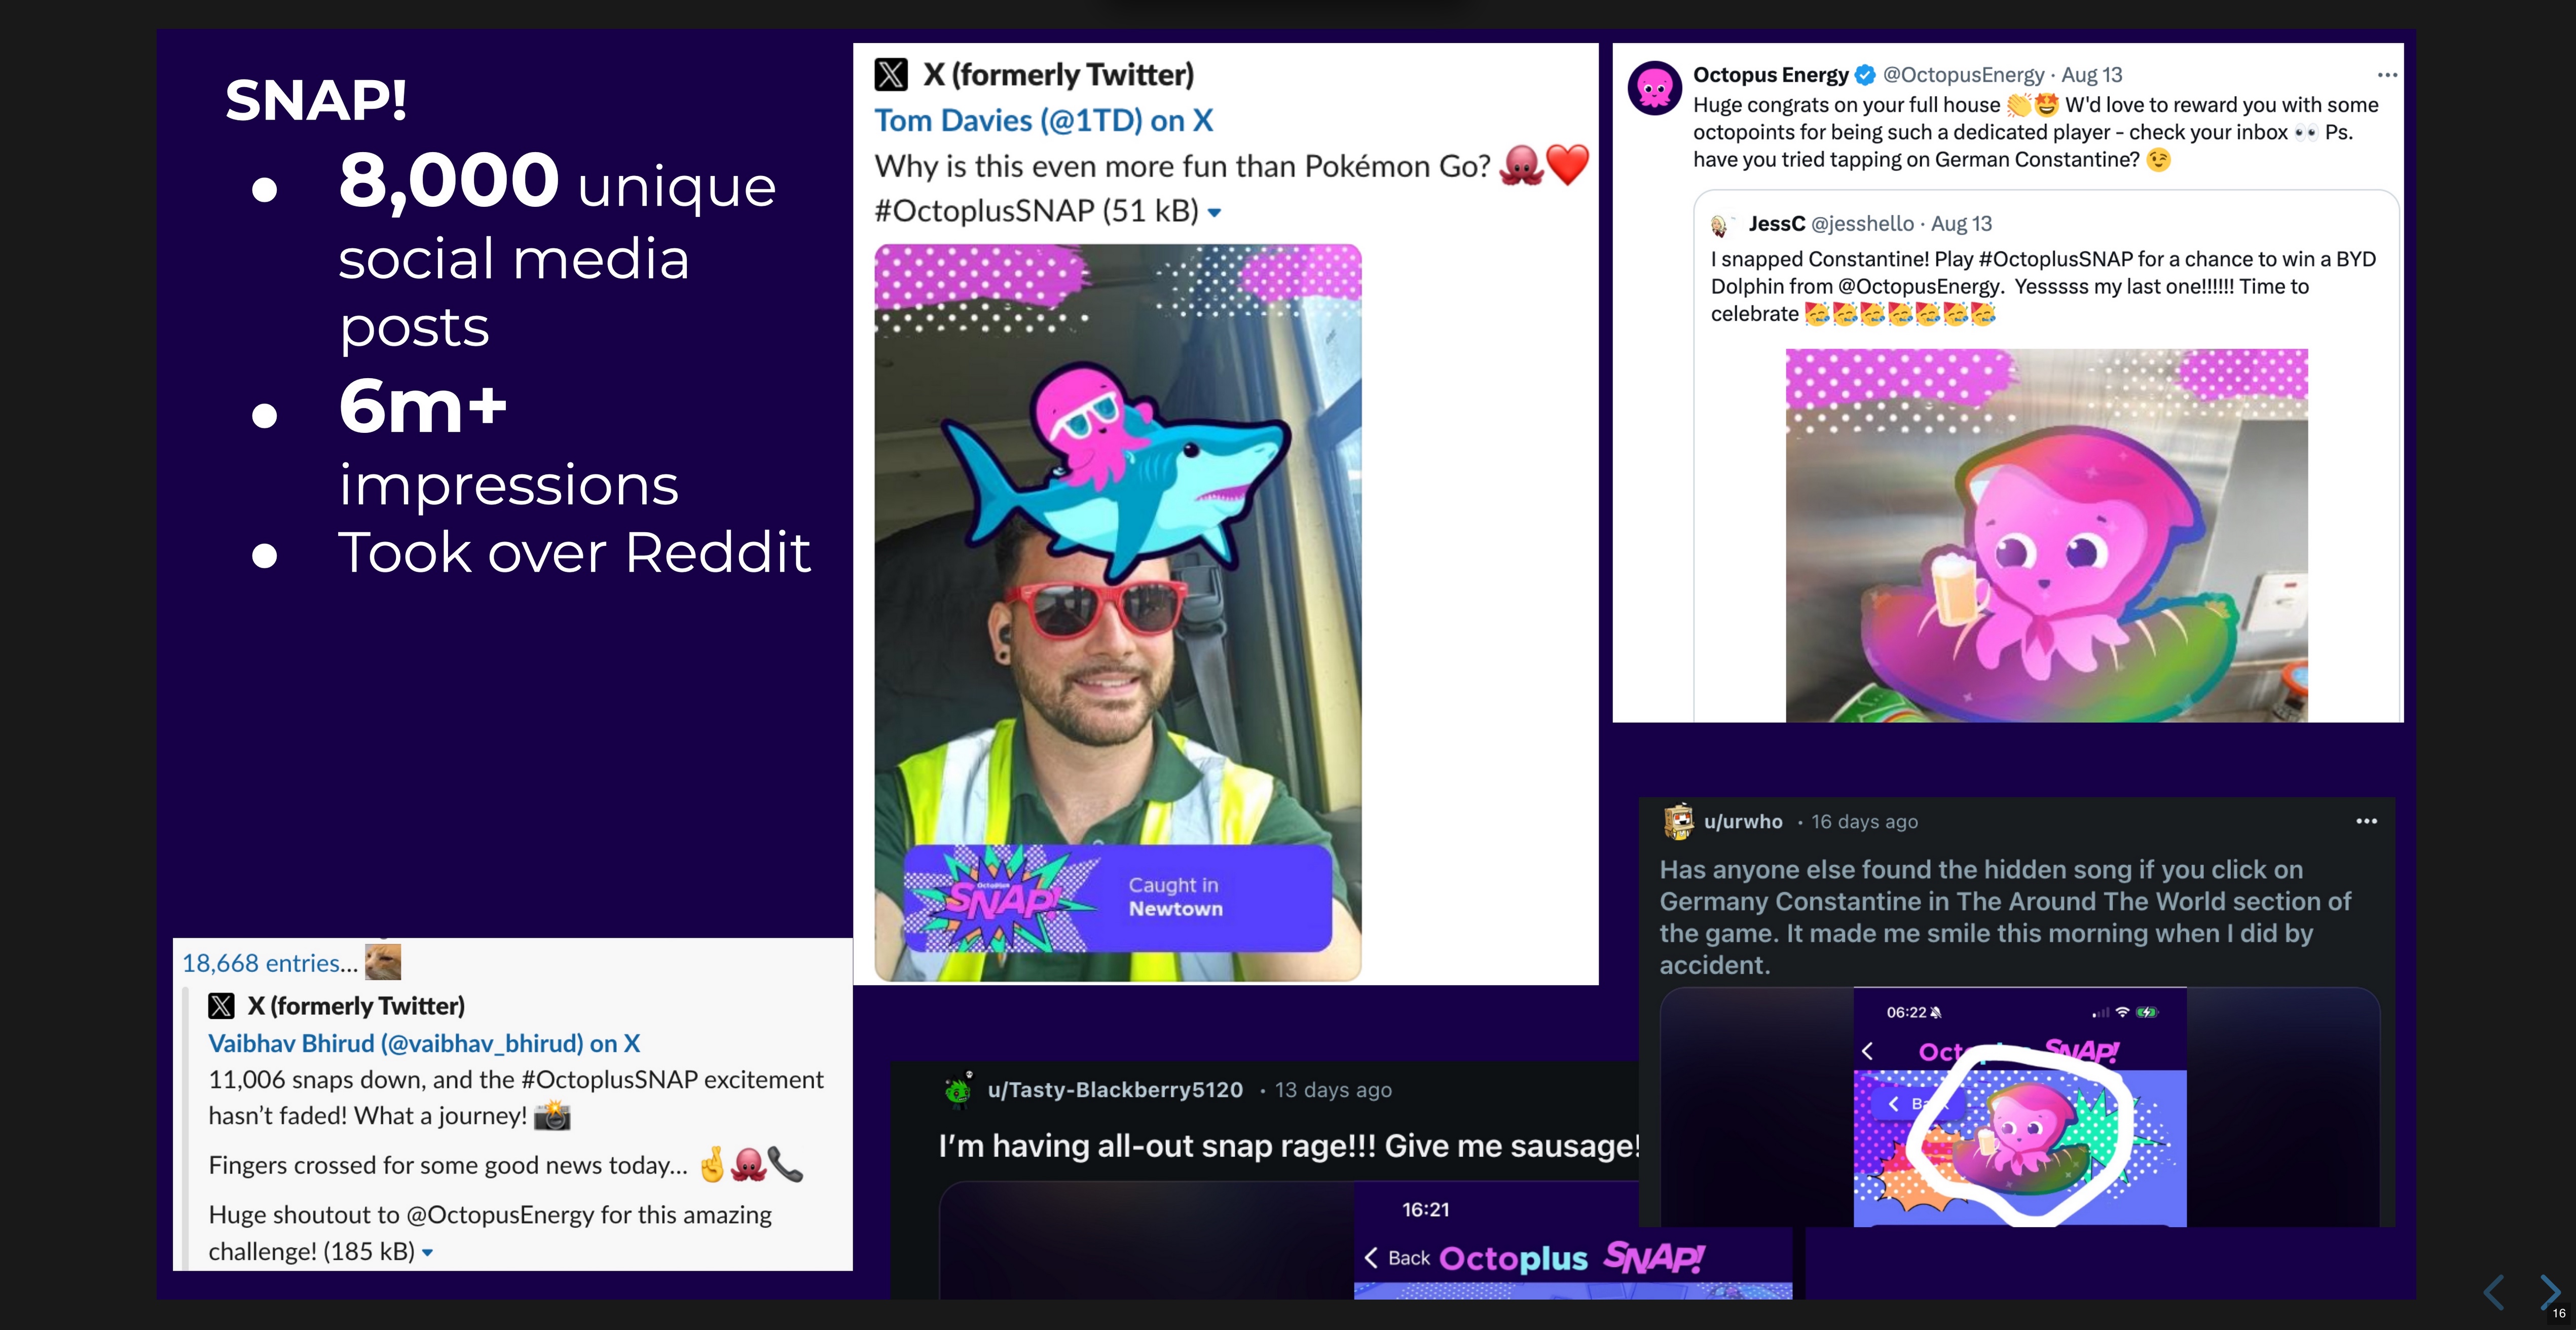 SNAP!
● 8,000 unique
social media
posts
● 6m+
impressions
● Took over Reddit
18,668 entries...
X (formerly Twitter)
Vaibhav Bhirud (@vaibhav_bhirud) on X
11,006 snaps down, and the #OctoplusSNAP excitement
hasn't faded! What a journey! 📸
Fingers crossed for some good news today... 🤞🐙📞
Huge shoutout to @OctopusEnergy for this amazing
challenge! (185 kB)
X (formerly Twitter)
Tom Davies (@1TD) on X
Why is this even more fun than Pokémon Go? 🐙❤️
#OctoplusSNAP (51 kB)
Octoplus
SNAP!
Caught in
Newtown
Octopus Energy @OctopusEnergy · Aug 13
Huge congrats on your full house 👏🤩 W'd love to reward you with some
octopoints for being such a dedicated player - check your inbox 👀 Ps.
have you tried tapping on German Constantine? 😉
JessC @jesshello · Aug 13
I snapped Constantine! Play #OctoplusSNAP for a chance to win a BYD
Dolphin from @OctopusEnergy. Yesssss my last one!!!!!! Time to
celebrate 🥳🥳🥳🥳🥳🥳🥳
u/Tasty-Blackberry5120 · 13 days ago
I'm having all-out snap rage!!! Give me sausage!
16:21
Back Octoplus SNAP!
u/urwho · 16 days ago
Has anyone else found the hidden song if you click on
Germany Constantine in The Around The World section of
the game. It made me smile this morning when I did by
accident.
06:22
SNAP!
16